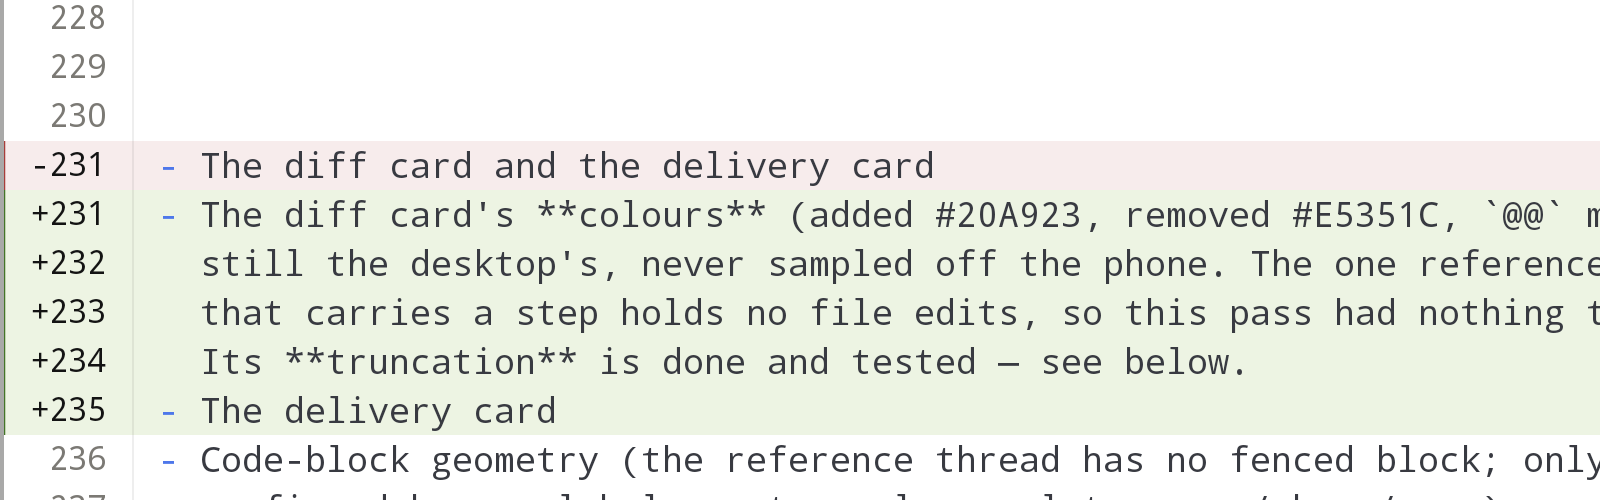 228
229
230
-231 - The diff card and the delivery card
+231 - The diff card's **colours** (added #20A923, removed #E5351C, `@@`
+232 still the desktop's, never sampled off the phone. The one reference
+233 that carries a step holds no file edits, so this pass had nothing
+234 Its **truncation** is done and tested — see below.
+235 - The delivery card
236 - Code-block geometry (the reference thread has no fenced block; only